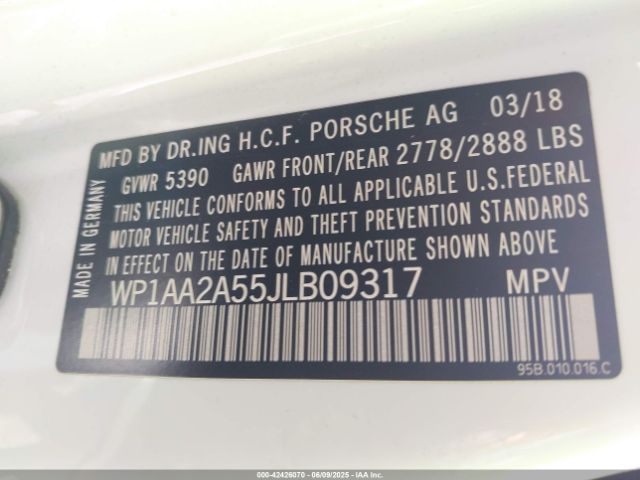 MFD BY DR.ING H.C.F. PORSCHE AG 03/18
GVWR 5390 GAWR FRONT/REAR 2778/2888 LBS
THIS VEHICLE CONFORMS TO ALL APPLICABLE U.S.FEDERAL
MOTOR VEHICLE SAFETY AND THEFT PREVENTION STANDARDS
IN EFFECT ON THE DATE OF MANUFACTURE SHOWN ABOVE
WP1AA2A55JLB09317 MPV
95B.010.016.C
MADE IN GERMANY
000-42426070 - 06/09/2025 - IAAI.COM